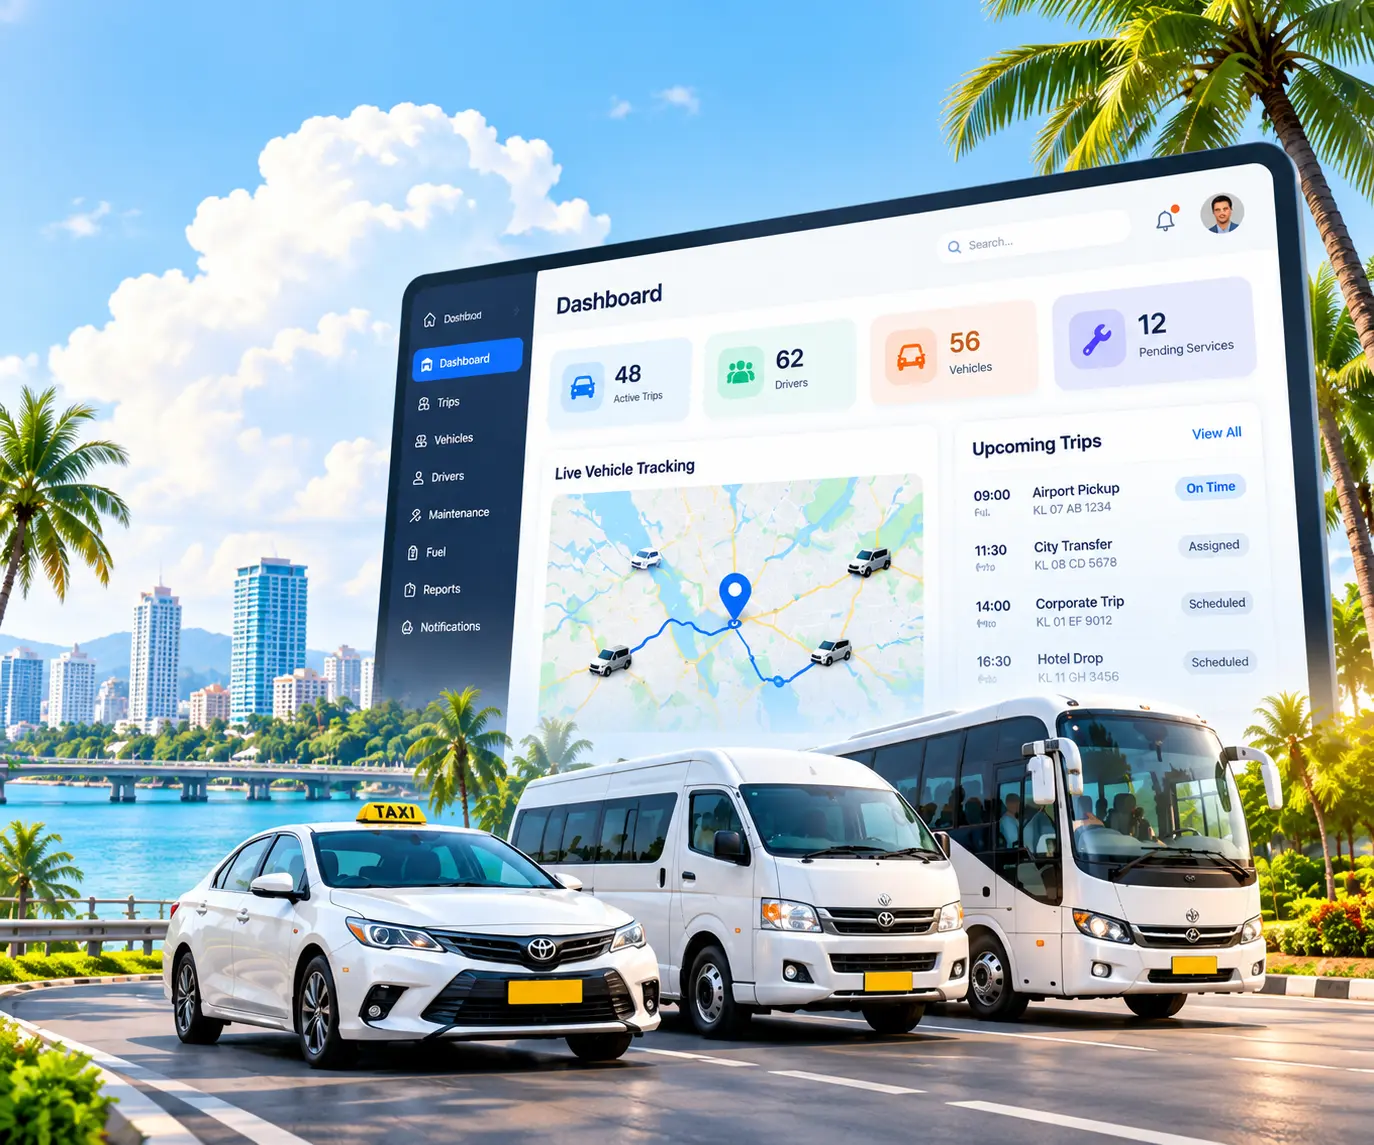 Search...
Dashboard
Dashboard
Trips
Vehicles
Drivers
Maintenance
Fuel
Reports
Notifications
48
Active Trips
62
Drivers
56
Vehicles
12
Pending Services
Live Vehicle Tracking
Upcoming Trips
View All
09:00
Airport Pickup
On Time
KL 07 AB 1234
11:30
City Transfer
Assigned
KL 08 CD 5678
14:00
Corporate Trip
Scheduled
KL 01 EF 9012
16:30
Hotel Drop
Scheduled
KL 11 GH 3456
TAXI